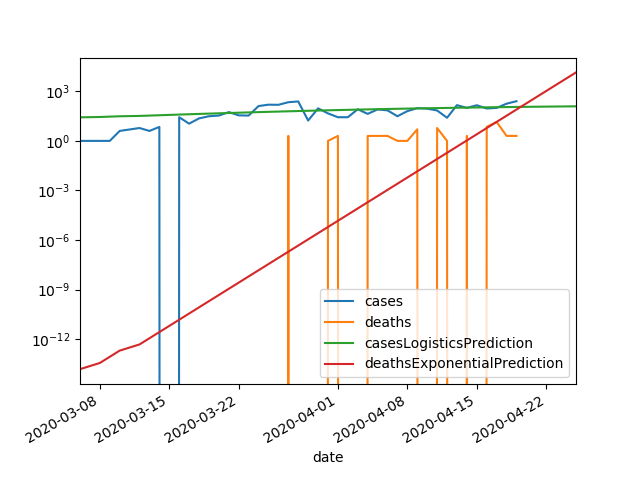 10³
10⁰
10⁻³
10⁻⁶
10⁻⁹
10⁻¹²
cases
deaths
casesLogisticsPrediction
deathsExponentialPrediction
2020-03-08
2020-03-15
2020-03-22
2020-04-01
2020-04-08
2020-04-15
2020-04-22
date